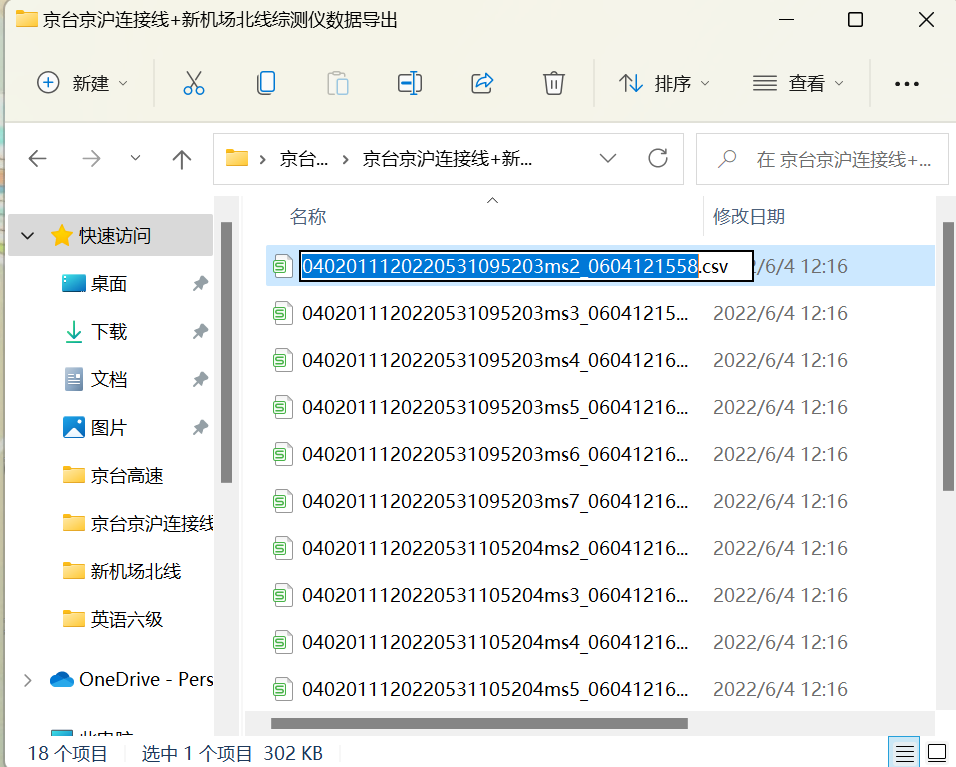 京台京沪连接线+新机场北线综测仪数据导出
新建 排序 查看
京台... 京台京沪连接线+新... 在 京台京沪连接线+...
名称 修改日期
快速访问
桌面
下载
文档
图片
京台高速
京台京沪连接线
新机场北线
英语六级
OneDrive - Pers
此电脑
0402011120220531095203ms2_0604121558.csv /6/4 12:16
0402011120220531095203ms3_06041215... 2022/6/4 12:16
0402011120220531095203ms4_06041216... 2022/6/4 12:16
0402011120220531095203ms5_06041216... 2022/6/4 12:16
0402011120220531095203ms6_06041216... 2022/6/4 12:16
0402011120220531095203ms7_06041216... 2022/6/4 12:16
0402011120220531105204ms2_06041216... 2022/6/4 12:16
0402011120220531105204ms3_06041216... 2022/6/4 12:16
0402011120220531105204ms4_06041216... 2022/6/4 12:16
0402011120220531105204ms5_06041216... 2022/6/4 12:16
18 个项目 选中 1 个项目 302 KB